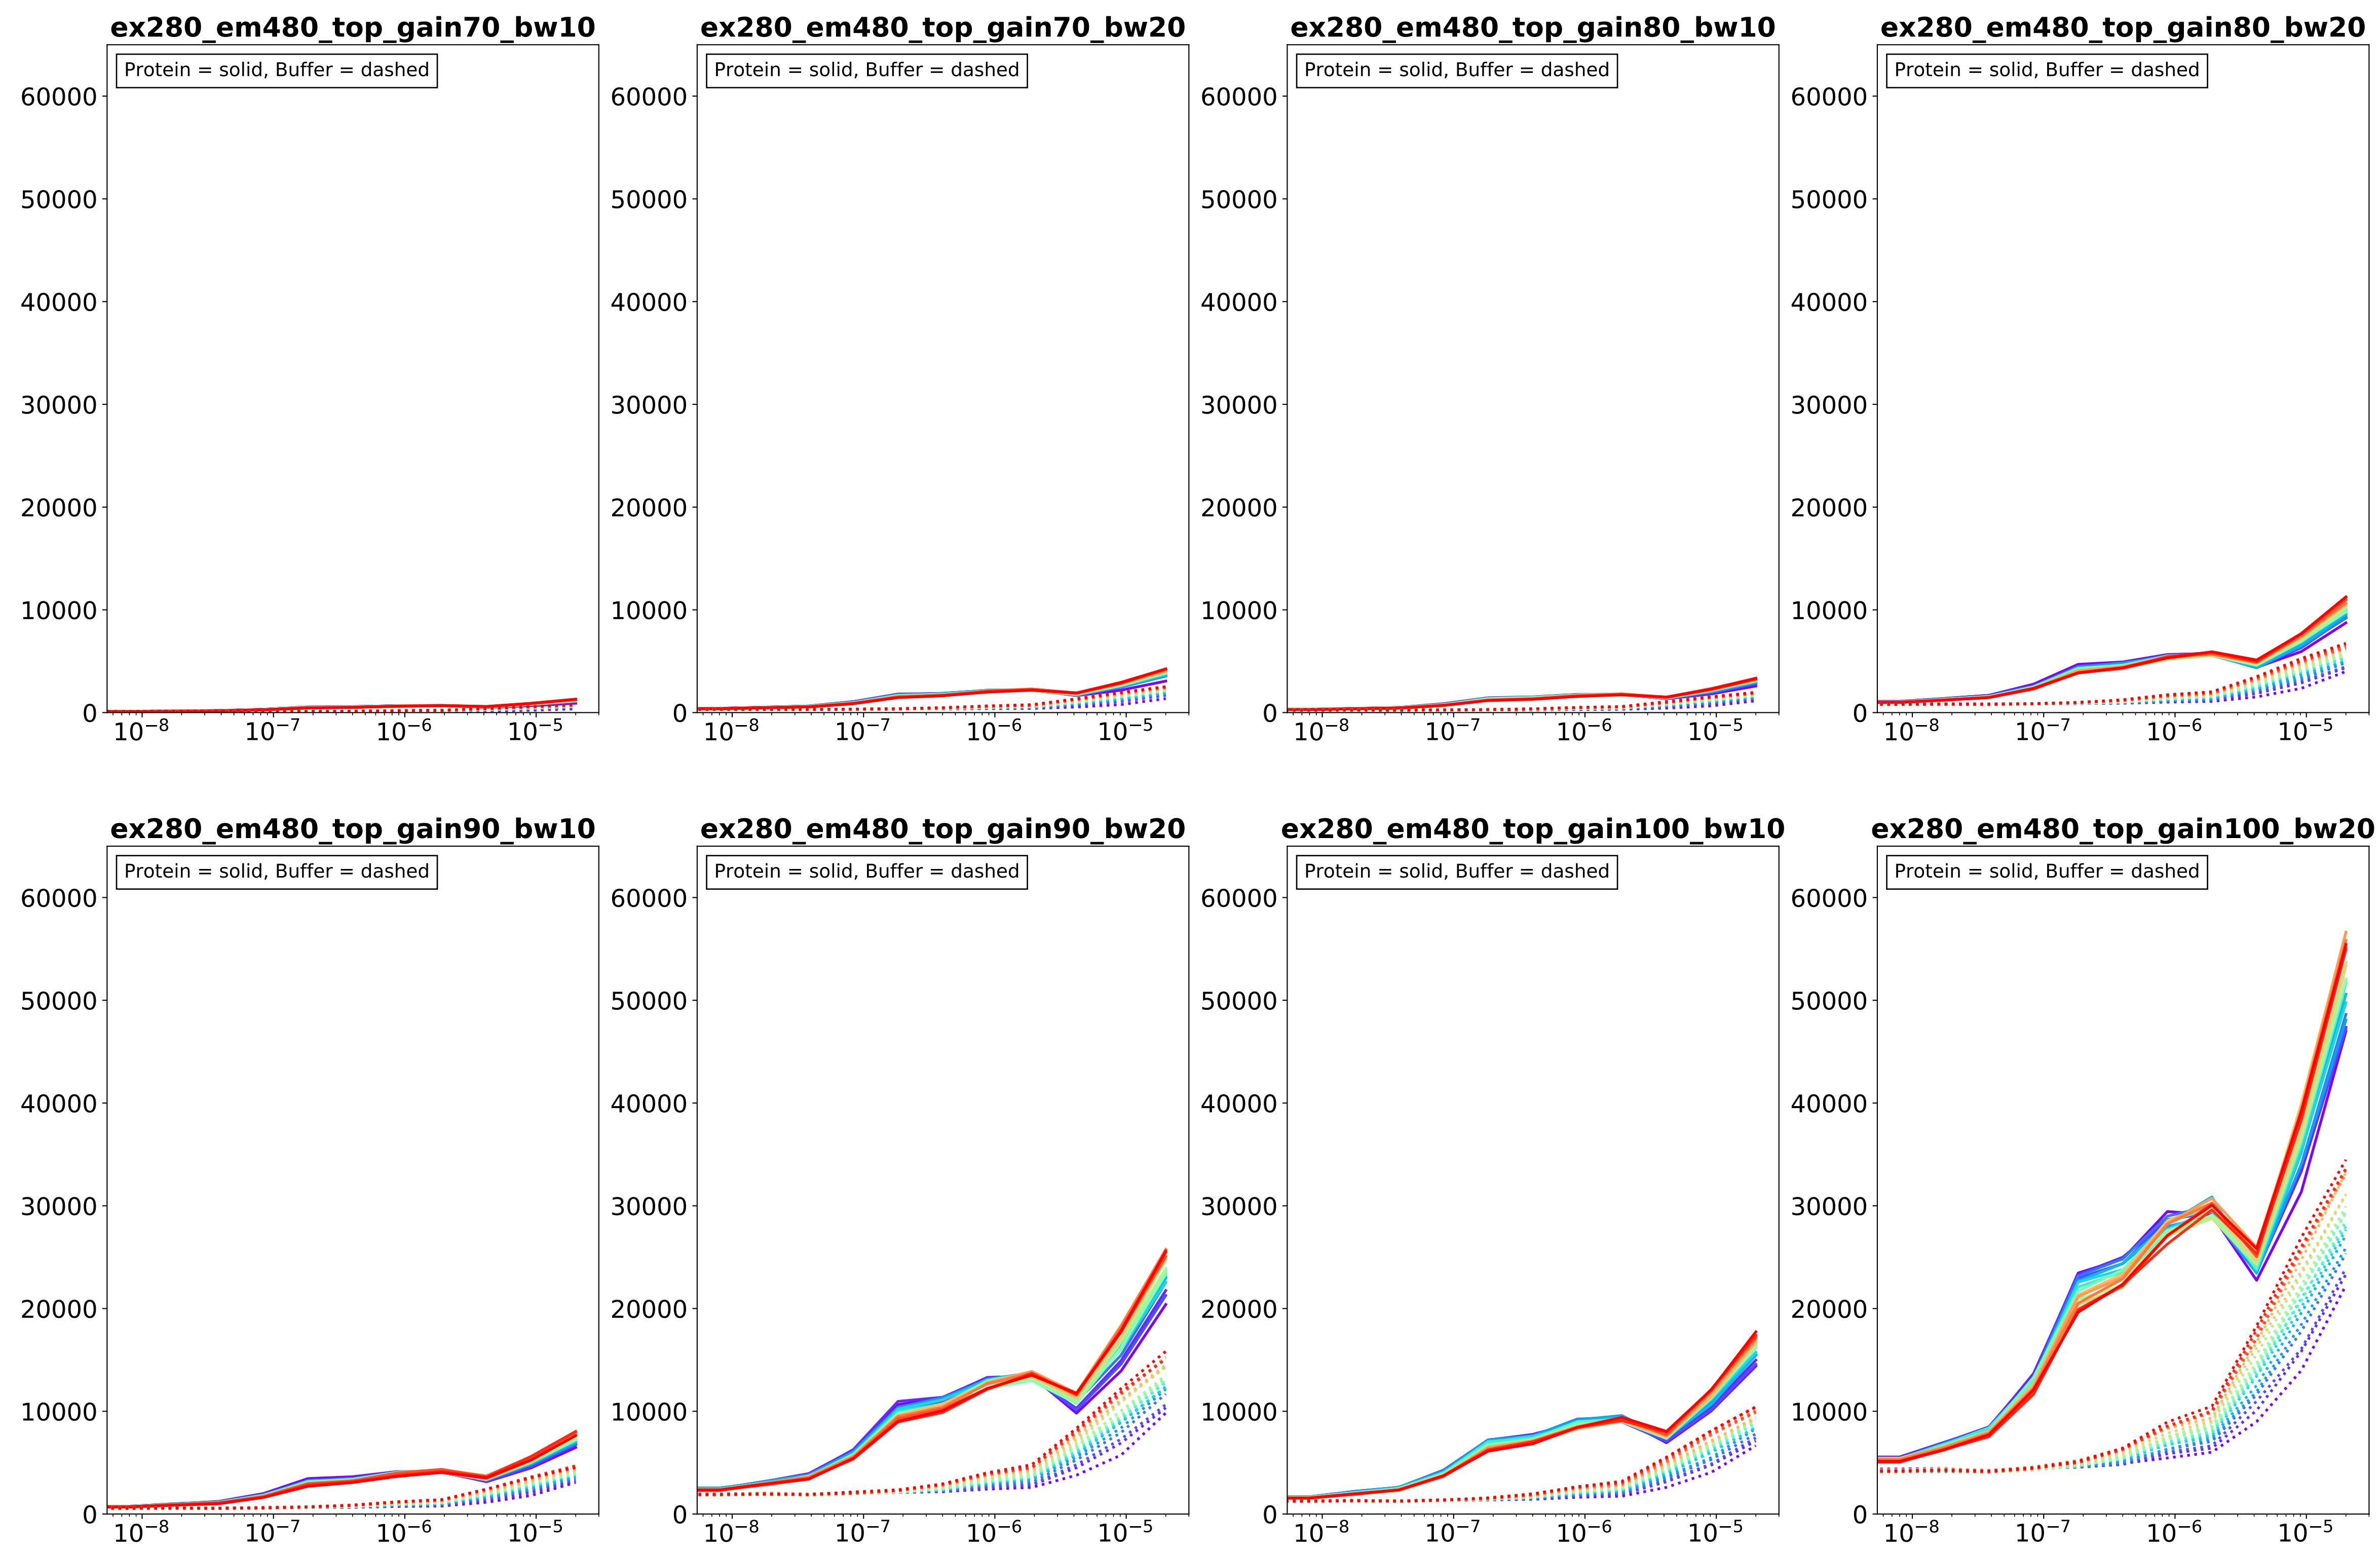 ex280_em480_top_gain70_bw10
Protein = solid, Buffer = dashed
60000
50000
40000
30000
20000
10000
0
10⁻⁸ 10⁻⁷ 10⁻⁶ 10⁻⁵
ex280_em480_top_gain70_bw20
Protein = solid, Buffer = dashed
60000
50000
40000
30000
20000
10000
0
10⁻⁸ 10⁻⁷ 10⁻⁶ 10⁻⁵
ex280_em480_top_gain80_bw10
Protein = solid, Buffer = dashed
60000
50000
40000
30000
20000
10000
0
10⁻⁸ 10⁻⁷ 10⁻⁶ 10⁻⁵
ex280_em480_top_gain80_bw20
Protein = solid, Buffer = dashed
60000
50000
40000
30000
20000
10000
0
10⁻⁸ 10⁻⁷ 10⁻⁶ 10⁻⁵
ex280_em480_top_gain90_bw10
Protein = solid, Buffer = dashed
60000
50000
40000
30000
20000
10000
0
10⁻⁸ 10⁻⁷ 10⁻⁶ 10⁻⁵
ex280_em480_top_gain90_bw20
Protein = solid, Buffer = dashed
60000
50000
40000
30000
20000
10000
0
10⁻⁸ 10⁻⁷ 10⁻⁶ 10⁻⁵
ex280_em480_top_gain100_bw10
Protein = solid, Buffer = dashed
60000
50000
40000
30000
20000
10000
0
10⁻⁸ 10⁻⁷ 10⁻⁶ 10⁻⁵
ex280_em480_top_gain100_bw20
Protein = solid, Buffer = dashed
60000
50000
40000
30000
20000
10000
0
10⁻⁸ 10⁻⁷ 10⁻⁶ 10⁻⁵